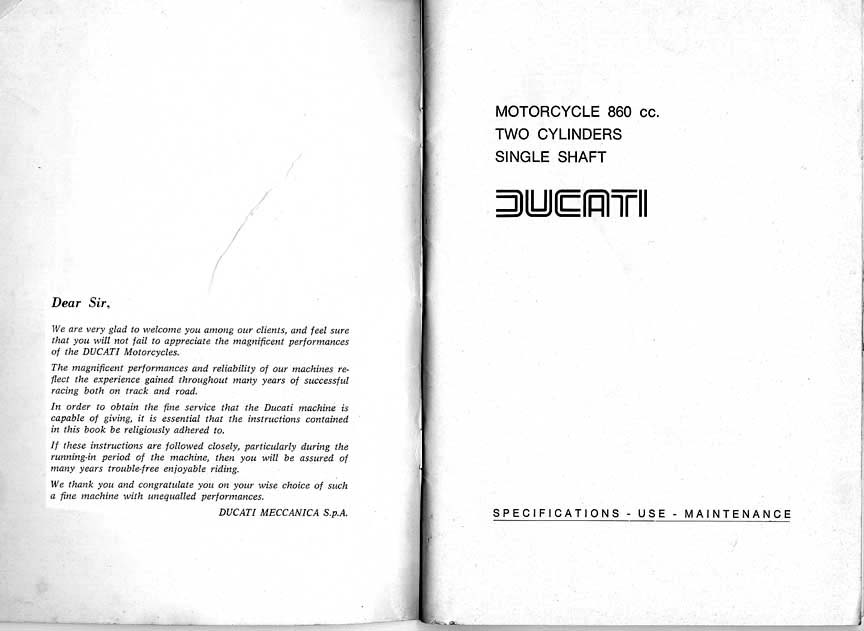 Dear Sir,
We are very glad to welcome you among our clients, and feel sure
that you will not fail to appreciate the magnificent performances
of the DUCATI Motorcycles.
The magnificent performances and reliability of our machines re-
flect the experience gained throughout many years of successful
racing both on track and road.
In order to obtain the fine service that the Ducati machine is
capable of giving, it is essential that the instructions contained
in this book be religiously adhered to.
If these instructions are followed closely, particularly during the
running-in period of the machine, then you will be assured of
many years trouble-free enjoyable riding.
We thank you and congratulate you on your wise choice of such
a fine machine with unequalled performances.
DUCATI MECCANICA S.p.A.
MOTORCYCLE 860 cc.
TWO CYLINDERS
SINGLE SHAFT
DUCATI
SPECIFICATIONS - USE - MAINTENANCE